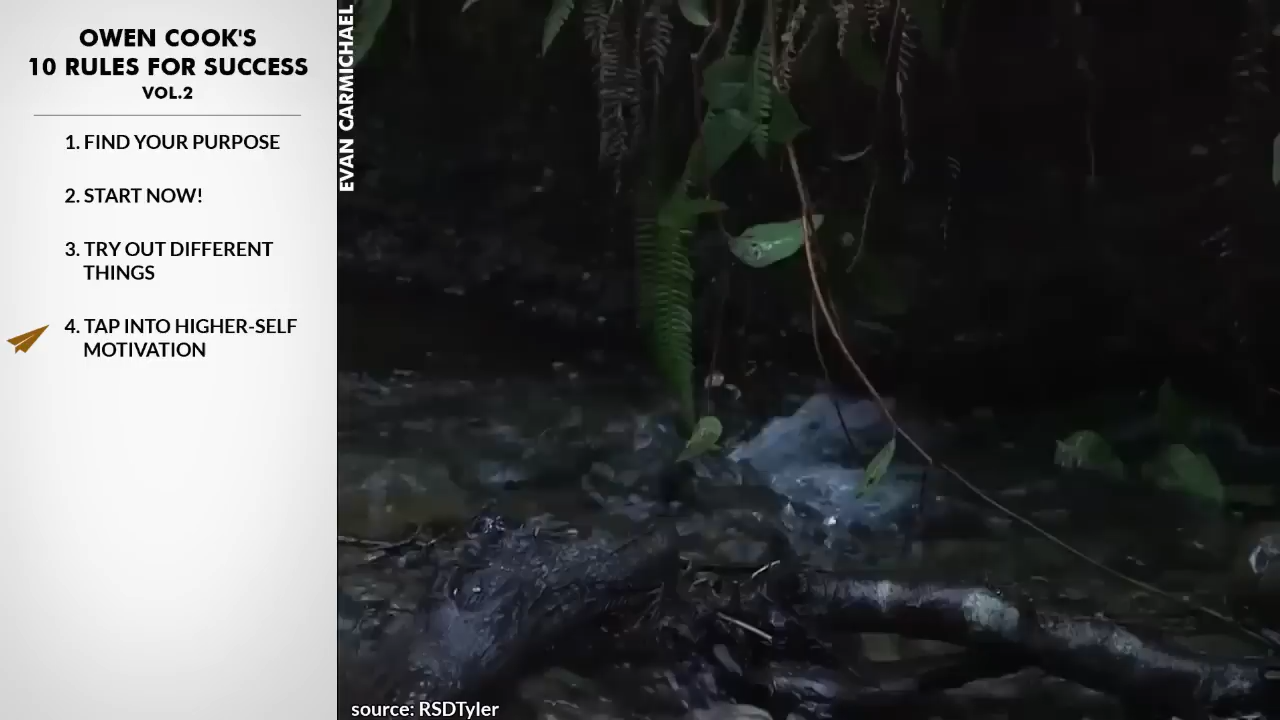 OWEN COOK'S
10 RULES FOR SUCCESS
VOL.2
1. FIND YOUR PURPOSE
2. START NOW!
3. TRY OUT DIFFERENT
THINGS
4. TAP INTO HIGHER-SELF
MOTIVATION
EVAN CARMICHAEL
source: RSDTyler